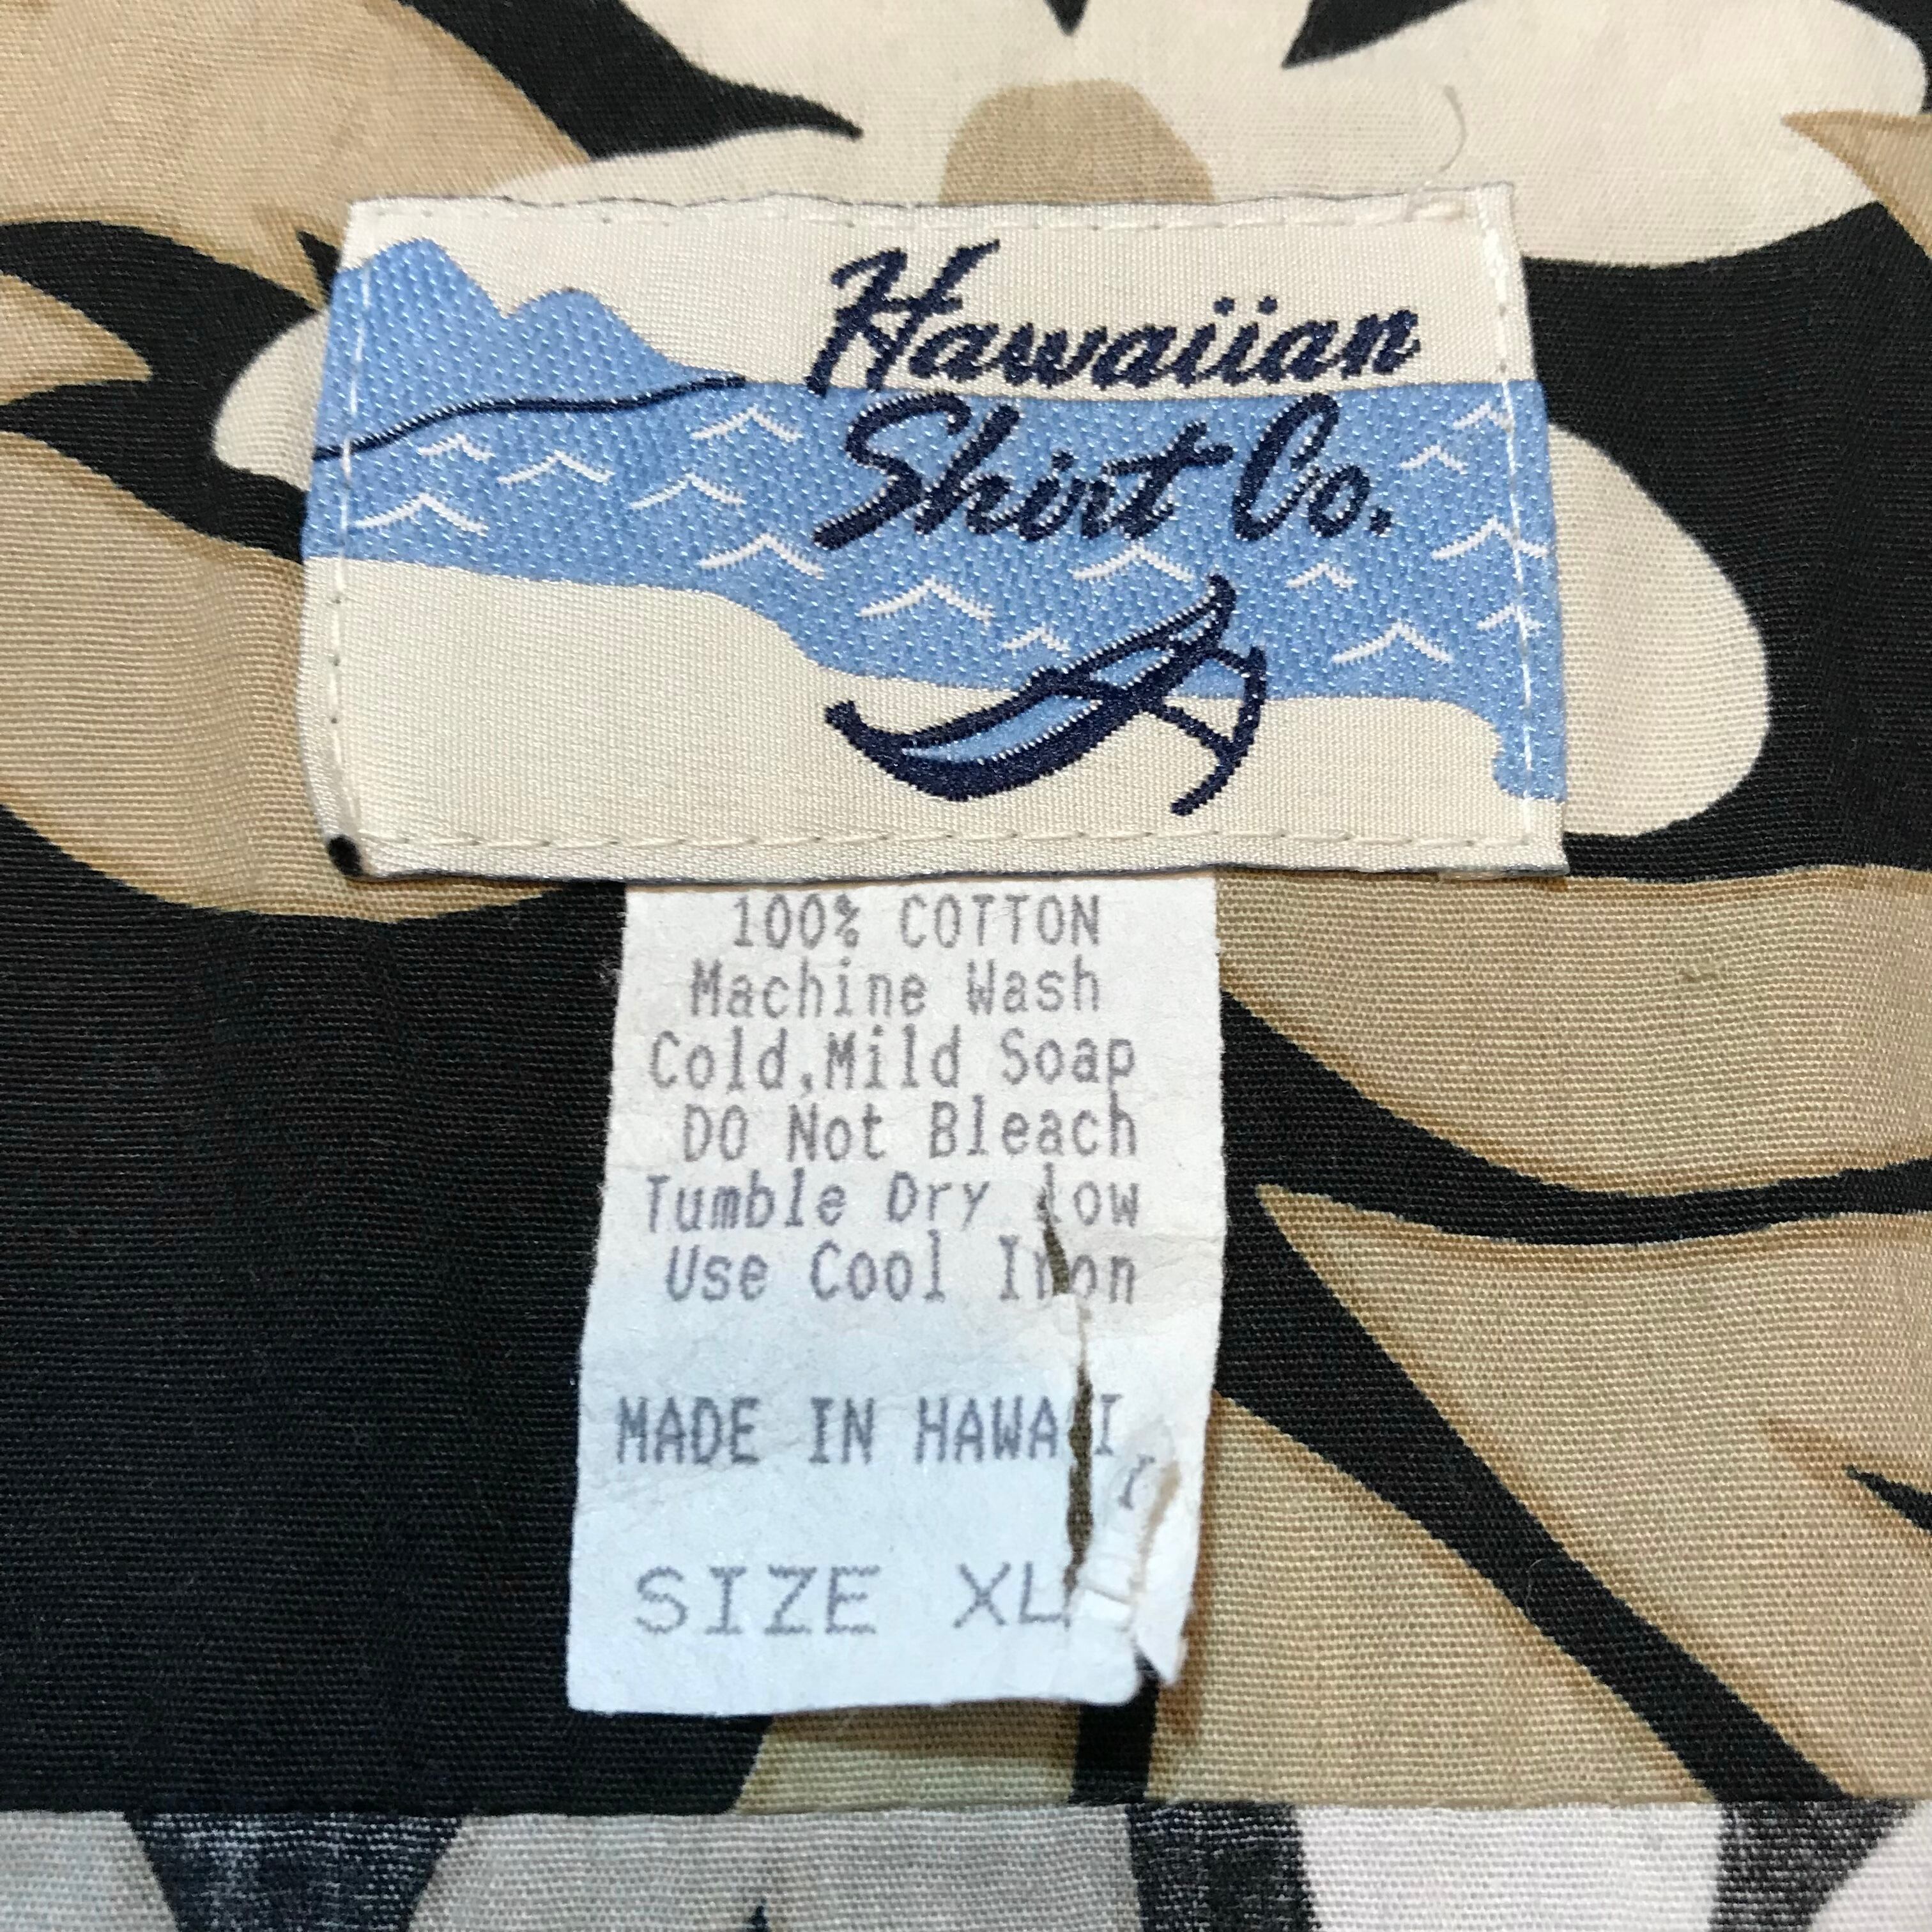 Hawaiian
Shirt Co.
100% COTTON
Machine Wash
Cold,Mild Soap
DO Not Bleach
Tumble Dry low
Use Cool Iron
MADE IN HAWAII
SIZE XL